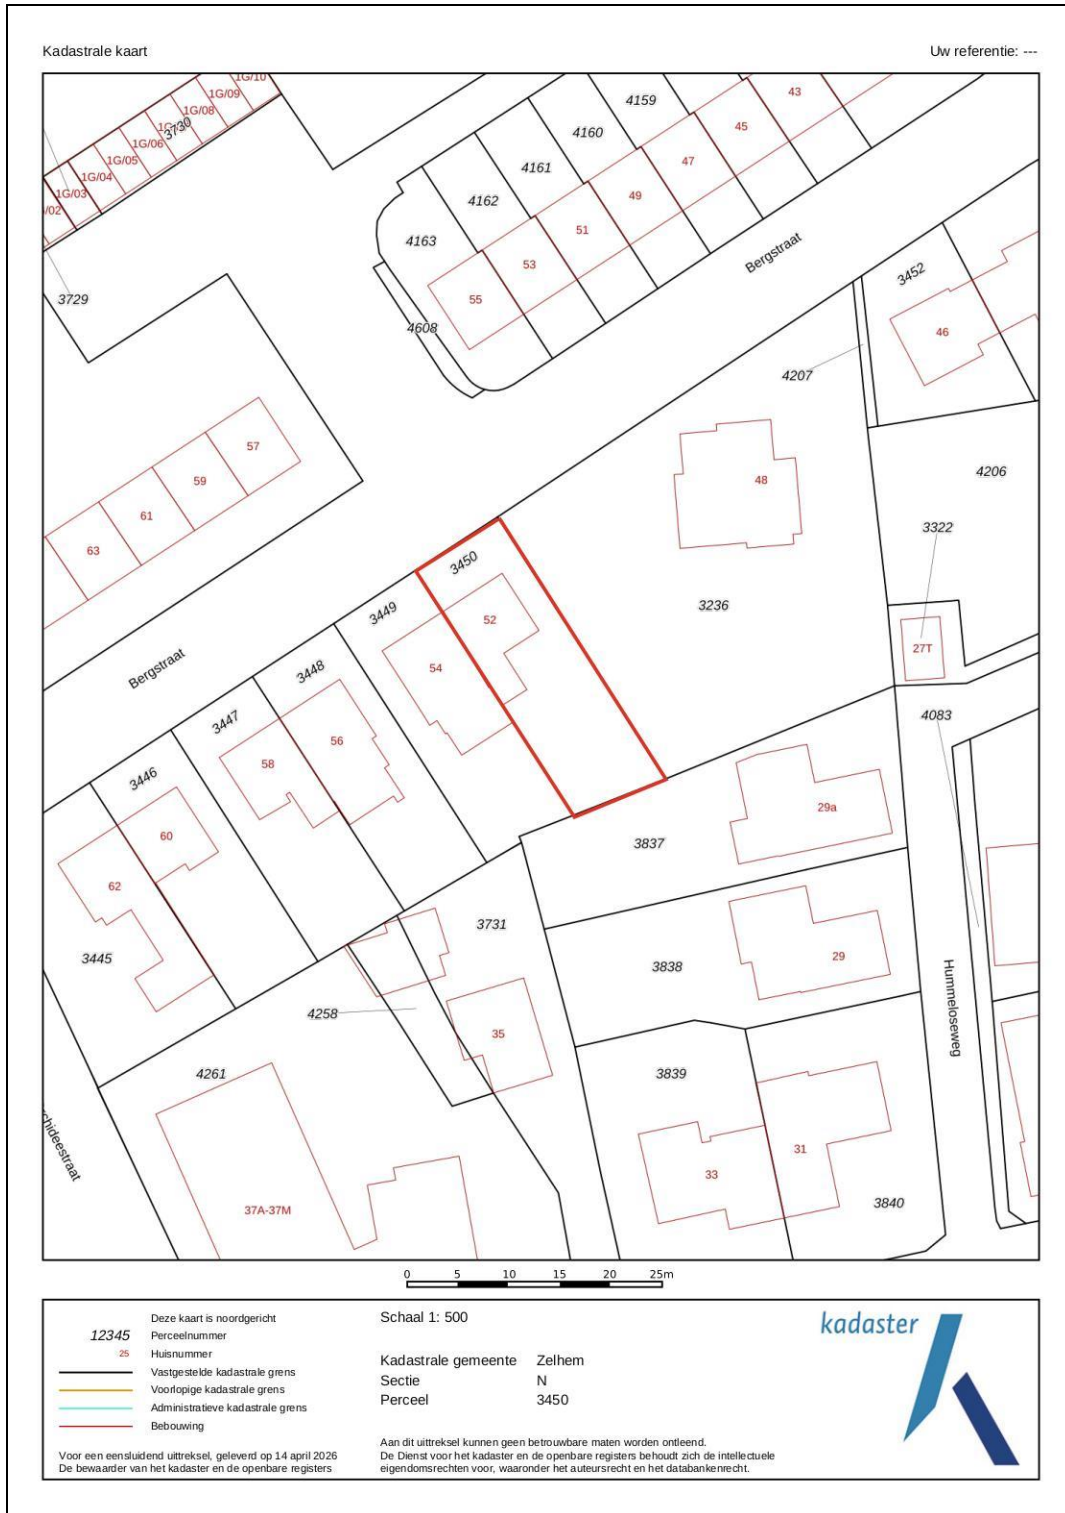 Kadastrale kaart
Uw referentie: ---
1G/10
1G/09
1G/08
3730
1G/06
1G/05
1G/04
1G/03
/02
3729
4159
4160
4161
4162
4163
4608
43
45
47
49
51
53
55
Bergstraat
3452
46
4207
4206
3322
27T
48
3236
57
59
61
63
Bergstraat
3450
52
3449
54
3448
56
3447
58
3446
60
62
3445
4083
29a
3837
3731
3838
29
4258
35
Hummeloseweg
4261
3839
31
33
3840
37A-37M
chideestraat
0 5 10 15 20 25m
Deze kaart is noordgericht
12345 Perceelnummer
25 Huisnummer
Vastgestelde kadastrale grens
Voorlopige kadastrale grens
Administratieve kadastrale grens
Bebouwing
Voor een eensluidend uittreksel, geleverd op 14 april 2026
De bewaarder van het kadaster en de openbare registers
Schaal 1: 500
Kadastrale gemeente Zelhem
Sectie N
Perceel 3450
Aan dit uittreksel kunnen geen betrouwbare maten worden ontleend.
De Dienst voor het kadaster en de openbare registers behoudt zich de intellectuele
eigendomsrechten voor, waaronder het auteursrecht en het databankenrecht.
kadaster